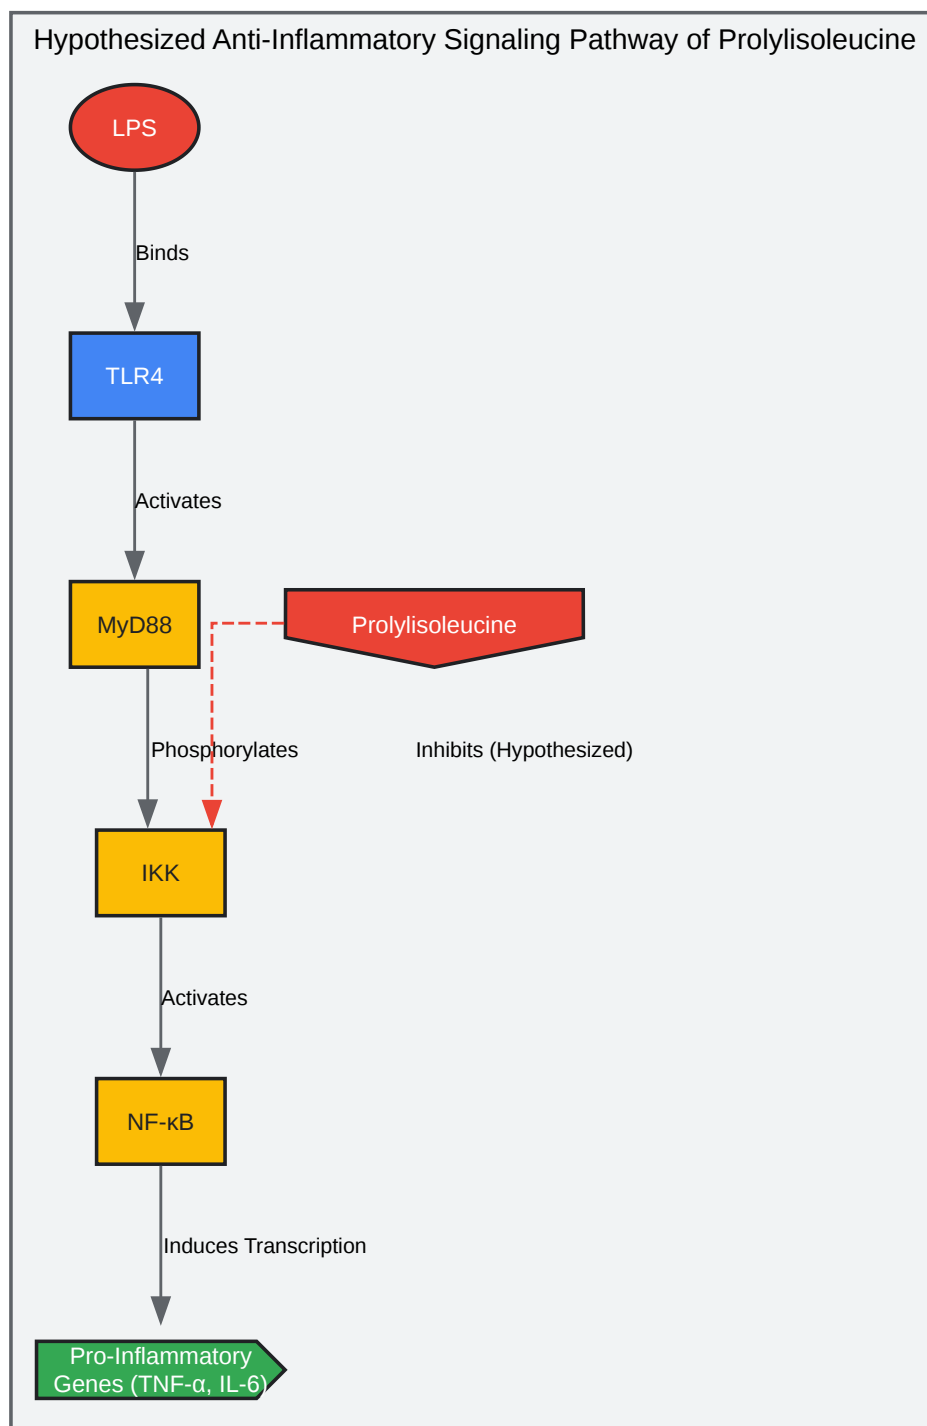 Hypothesized Anti-Inflammatory Signaling Pathway of Prolylisoleucine
LPS
Binds
TLR4
Activates
MyD88
Prolylisoleucine
Phosphorylates
Inhibits (Hypothesized)
IKK
Activates
NF-κB
Induces Transcription
Pro-Inflammatory
Genes (TNF-α, IL-6)